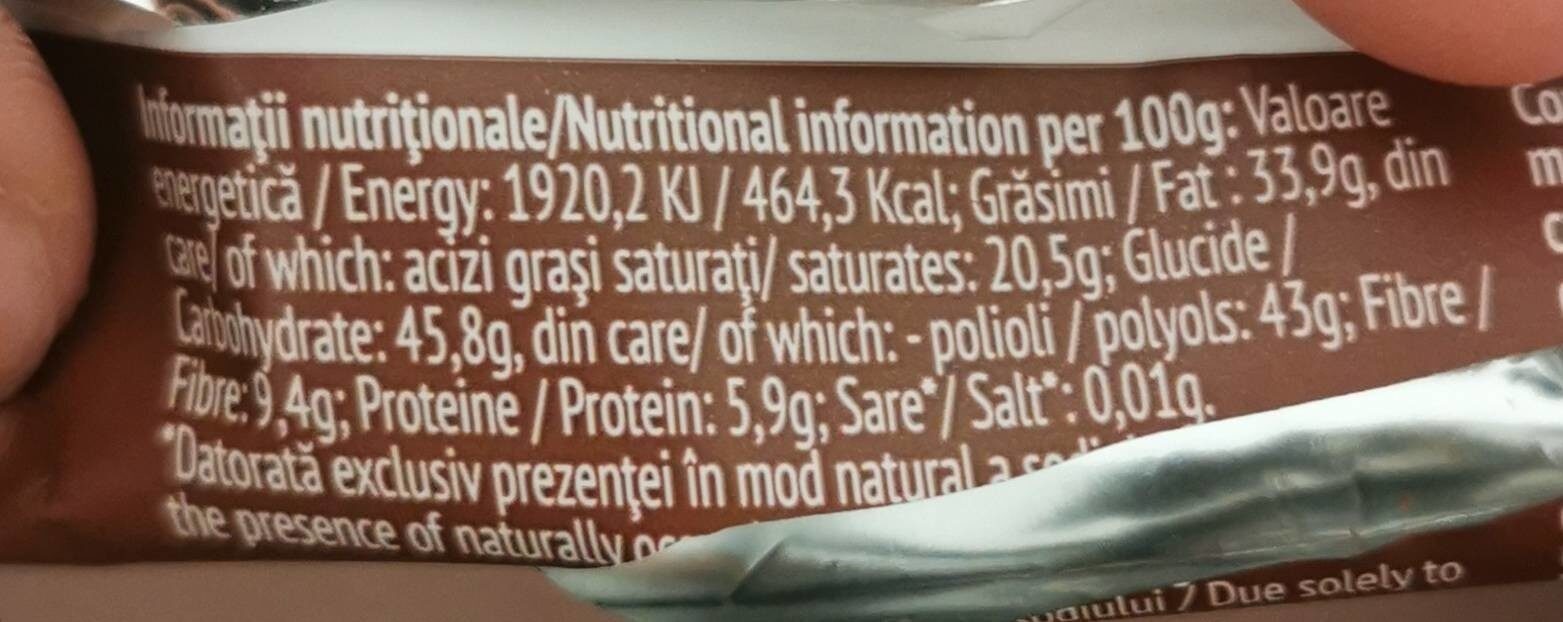 Informaţii nutriţionale/Nutritional information per 100g: Valoare
energetică / Energy: 1920,2 KJ / 464,3 Kcal; Grăsimi / Fat : 33,9g, din
care/ of which: acizi graşi saturaţi/ saturates: 20,5g; Glucide /
Carbohydrate: 45,8g, din care/ of which: - polioli / polyols: 43g; Fibre /
Fibre: 9,4g; Proteine / Protein: 5,9g; Sare*/ Salt*: 0,01g.
*Datorată exclusiv prezenţei în mod natural a
/ Due solely to
the presence of naturally